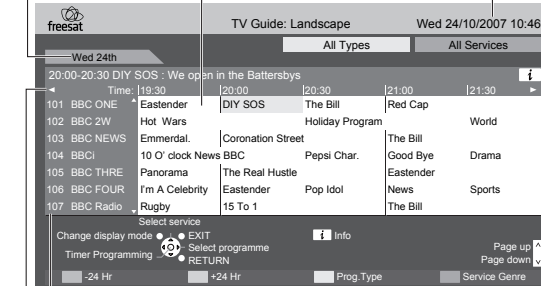 freesat TV Guide: Landscape Wed 24/10/2007 10:46
All Types All Services
Wed 24th
20:00-20:30 DIY SOS : We open in the Battersbys i
Time: 19:30 20:00 20:30 21:00 21:30
101 BBC ONE Eastender DIY SOS The Bill Red Cap
102 BBC 2W Hot Wars Holiday Program World
103 BBC NEWS Emmerdal. Coronation Street The Bill
104 BBCi 10 O' clock News BBC Pepsi Char. Good Bye Drama
105 BBC THRE Panorama The Real Hustle Eastender
106 BBC FOUR I'm A Celebrity Eastender Pop Idol News Sports
107 BBC Radio Rugby 15 To 1 The Bill
Select service
Change display mode EXIT i Info
Select programme Page up
Timer Programming RETURN Page down
-24 Hr +24 Hr Prog.Type Service Genre